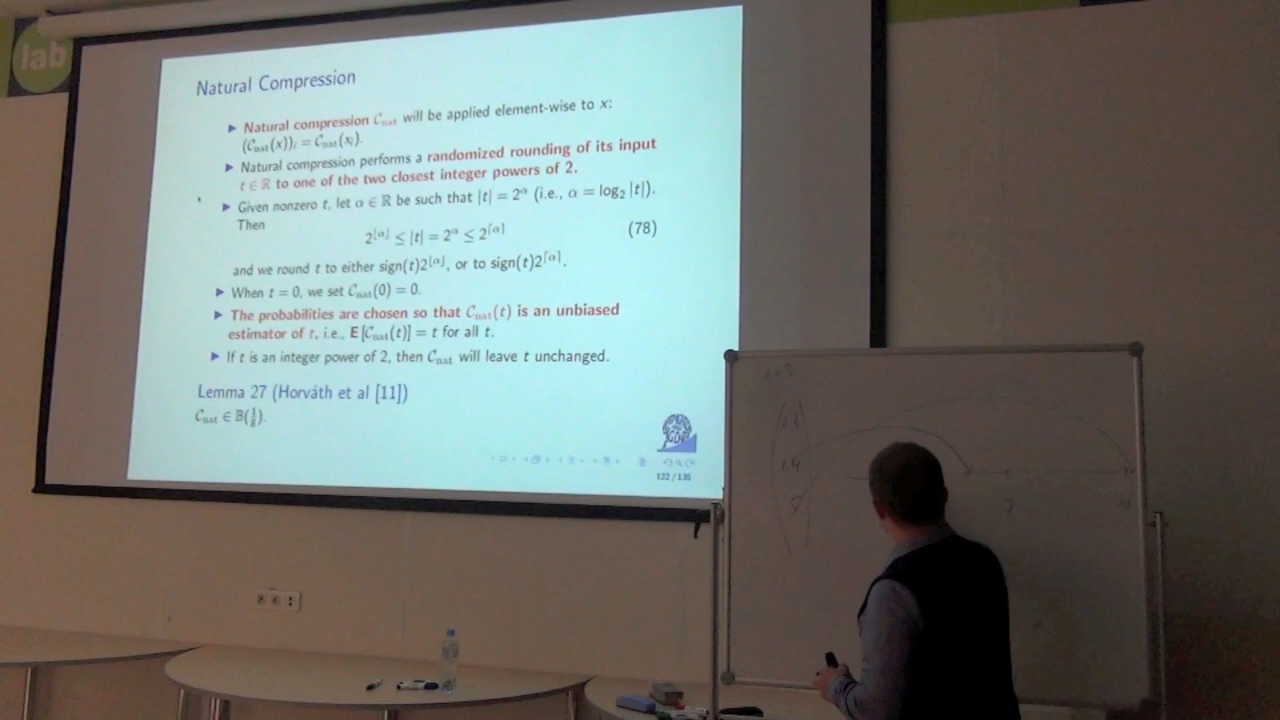 lab
Natural Compression
▶ Natural compression C_nat will be applied element-wise to x:
(C_nat(x))_i = C_nat(x_i).
▶ Natural compression performs a randomized rounding of its input
t ∈ ℝ to one of the two closest integer powers of 2.
▶ Given nonzero t, let α ∈ ℝ be such that |t| = 2^α (i.e., α = log₂ |t|).
Then
2^⌊α⌋ ≤ |t| = 2^α ≤ 2^⌈α⌉ (78)
and we round t to either sign(t)2^⌊α⌋, or to sign(t)2^⌈α⌉.
▶ When t = 0, we set C_nat(0) = 0.
▶ The probabilities are chosen so that C_nat(t) is an unbiased
estimator of t, i.e., E[C_nat(t)] = t for all t.
▶ If t is an integer power of 2, then C_nat will leave t unchanged.
Lemma 27 (Horváth et al [11])
C_nat ∈ 𝔹(1/8).